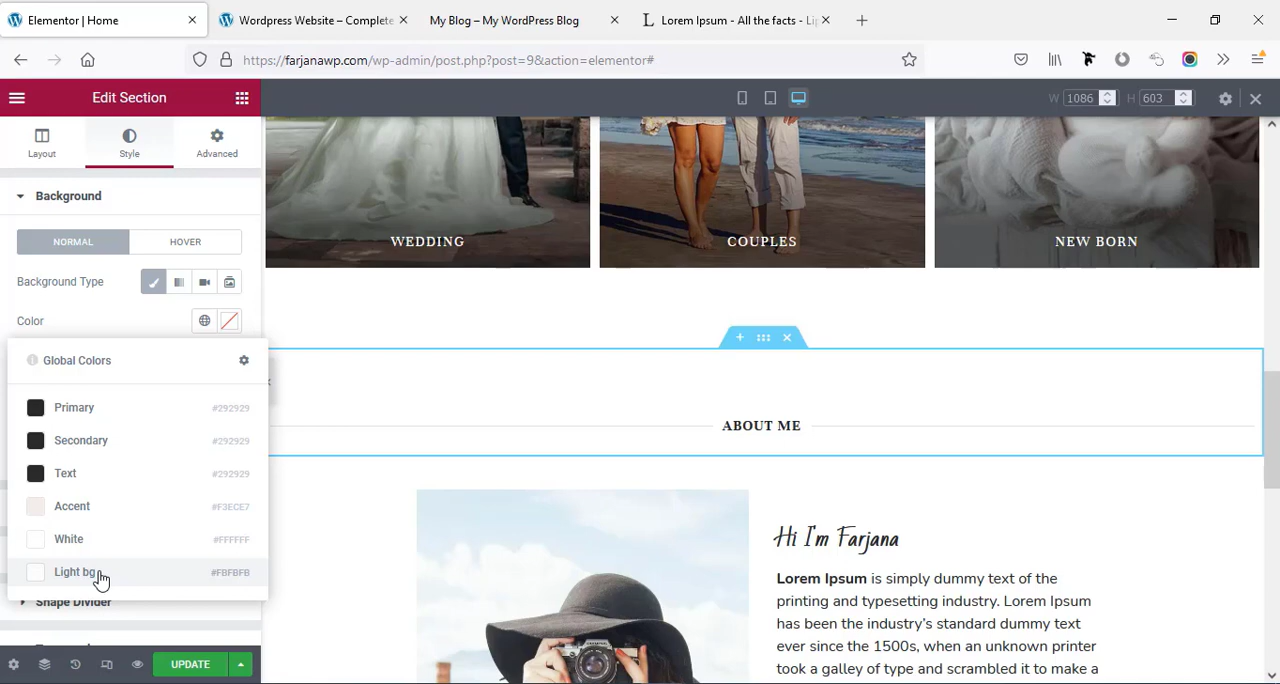 Elementor | Home
Wordpress Website – Complete
My Blog – My WordPress Blog
Lorem Ipsum - All the facts - Li
https://farjanawp.com/wp-admin/post.php?post=9&action=elementor#
Edit Section
W 1086 H 603
Layout
Style
Advanced
Background
NORMAL
HOVER
Background Type
Color
Global Colors
Primary #292929
Secondary #292929
Text #292929
Accent #F3ECE7
White #FFFFFF
Light bg #FBFBFB
Shape Divider
UPDATE
WEDDING
COUPLES
NEW BORN
ABOUT ME
Hi I'm Farjana
Lorem Ipsum is simply dummy text of the
printing and typesetting industry. Lorem Ipsum
has been the industry's standard dummy text
ever since the 1500s, when an unknown printer
took a galley of type and scrambled it to make a